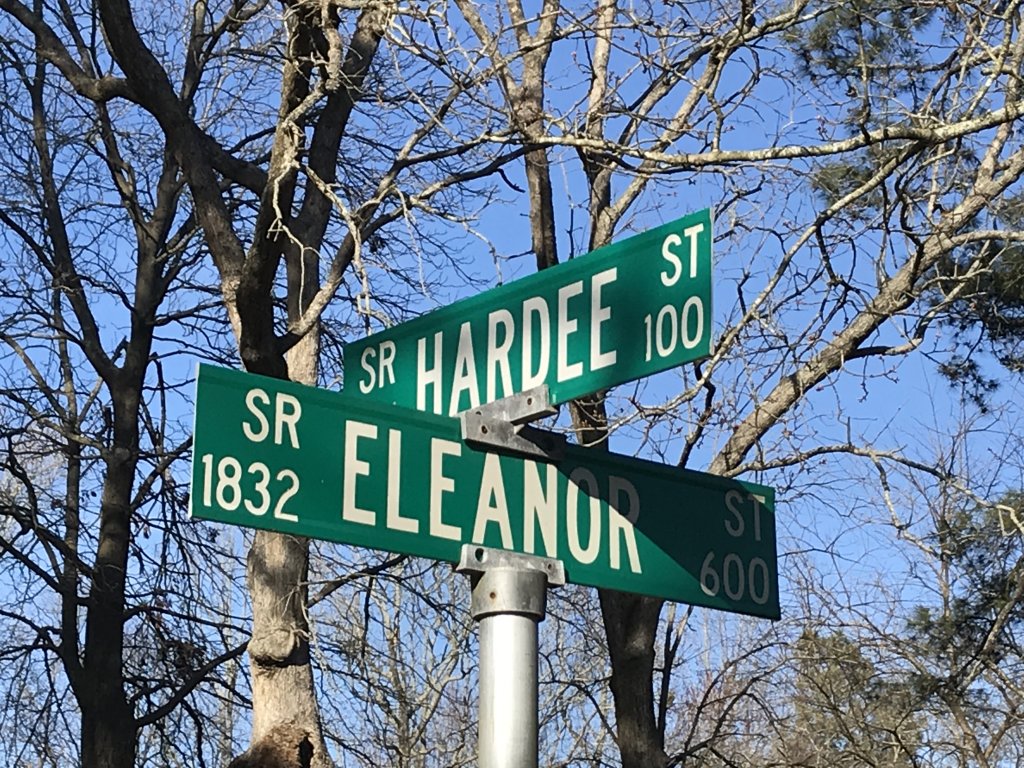 SR HARDEE ST
100
SR ELEANOR ST
1832 600